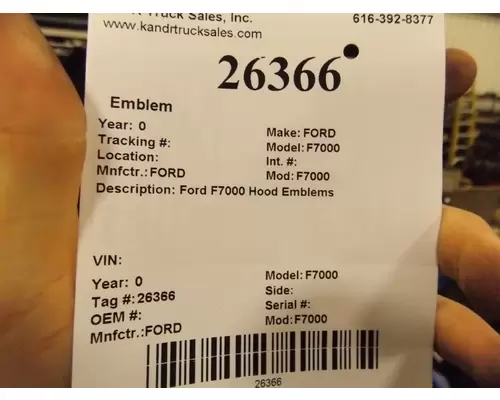 R Truck Sales, Inc. 616-392-8377
www.kandrtrucksales.com
26366
Emblem
Year: 0 Make: FORD
Tracking #: Model: F7000
Location: Int. #:
Mnfctr.: FORD Mod: F7000
Description: Ford F7000 Hood Emblems
VIN:
Year: 0 Model: F7000
Tag #: 26366 Side:
OEM #: Serial #:
Mnfctr.: FORD Mod: F7000
26366